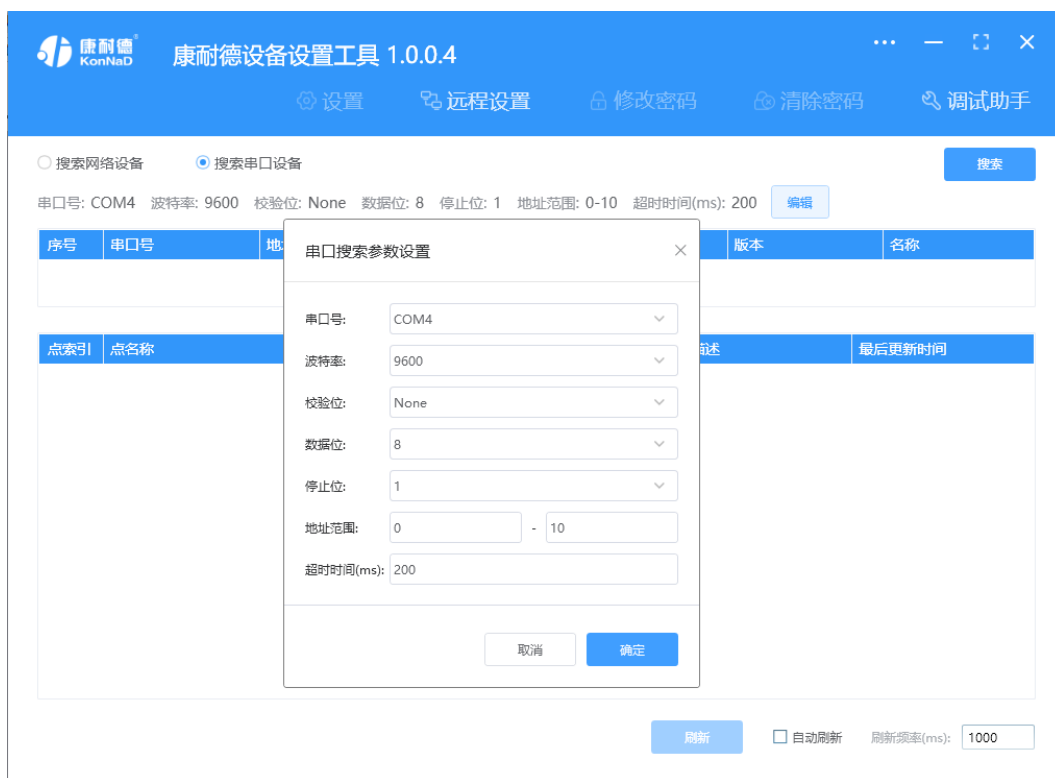 康耐德®
KonNaD
康耐德设备设置工具 1.0.0.4
设置 远程设置 修改密码 清除密码 调试助手
搜索网络设备 搜索串口设备 搜索
串口号: COM4 波特率: 9600 校验位: None 数据位: 8 停止位: 1 地址范围: 0-10 超时时间(ms): 200 编辑
序号 串口号 版本 名称
串口搜索参数设置
串口号: COM4
点索引 点名称 最后更新时间
波特率: 9600
校验位: None
数据位: 8
停止位: 1
地址范围: 0 - 10
超时时间(ms): 200
取消 确定
刷新 自动刷新 刷新频率(ms): 1000